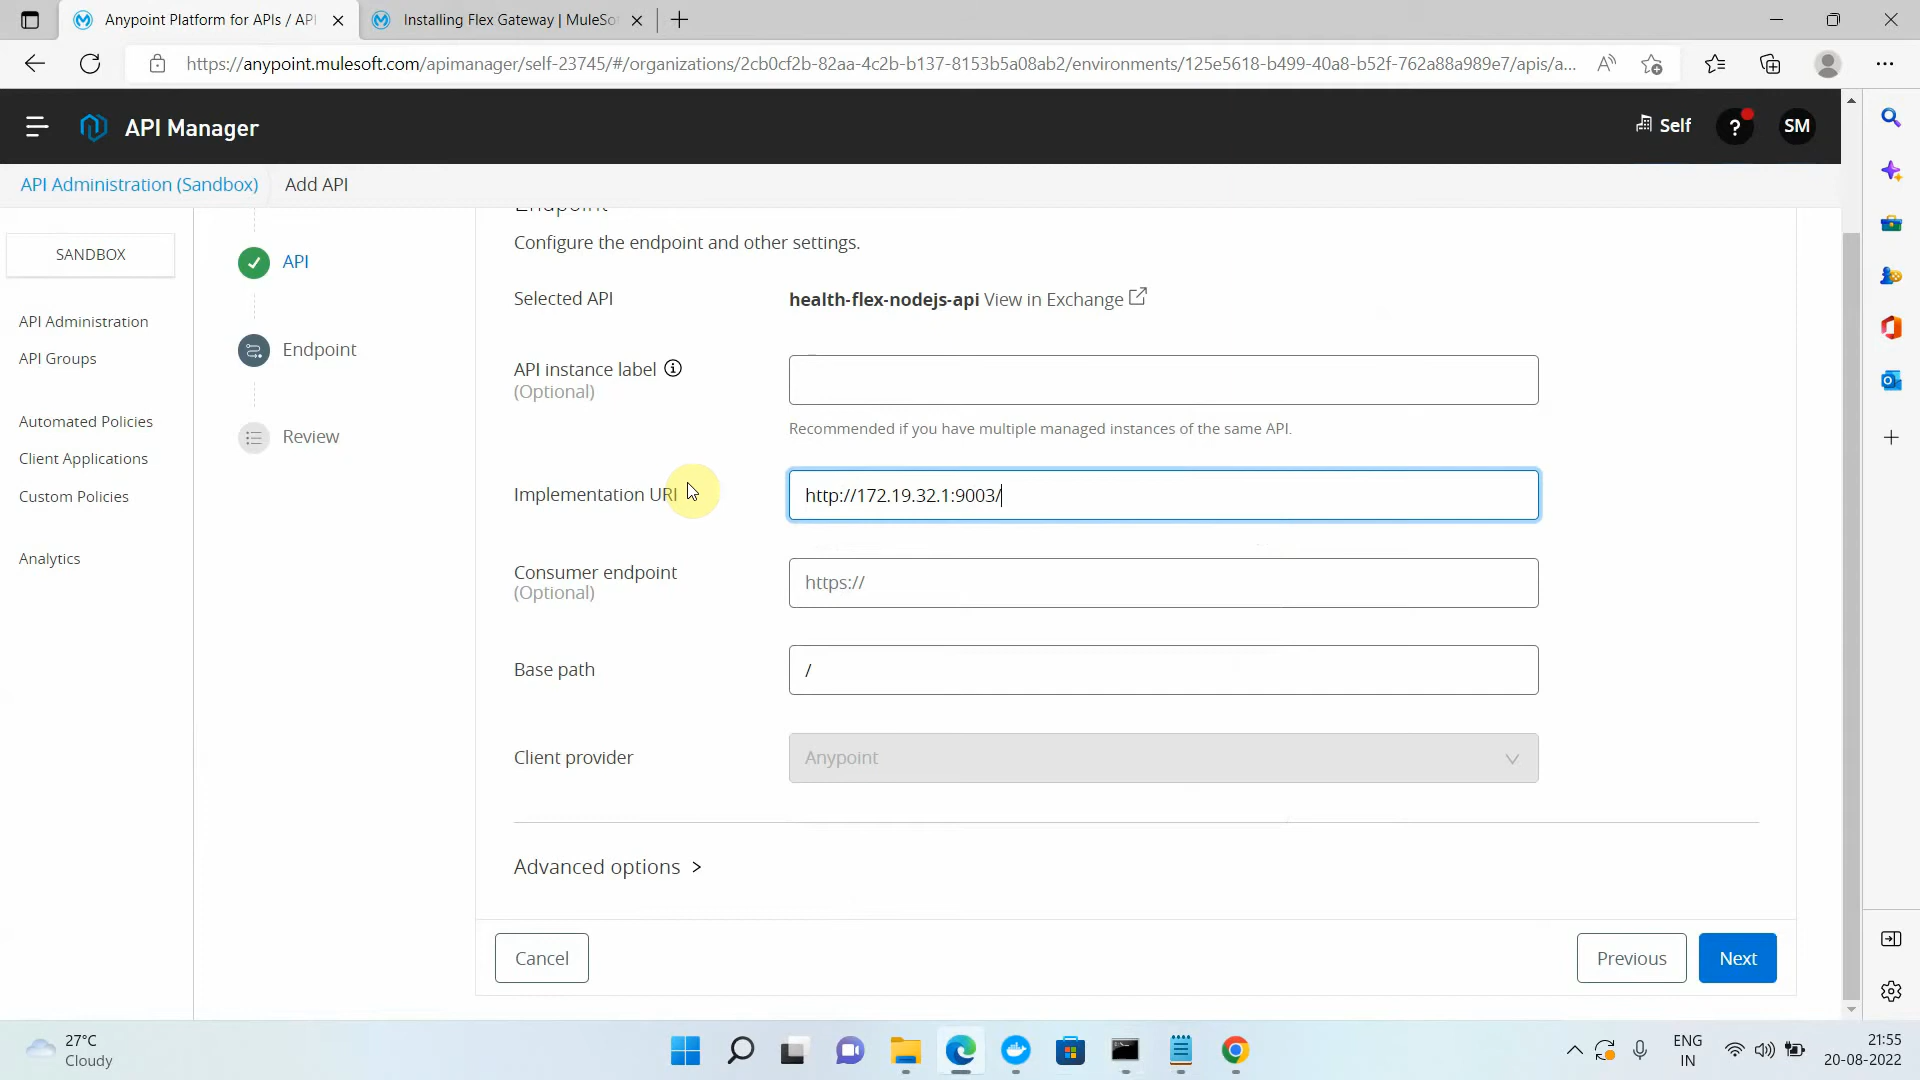 Anypoint Platform for APIs / API
Installing Flex Gateway | MuleSo
https://anypoint.mulesoft.com/apimanager/self-23745/#/organizations/2cb0cf2b-82aa-4c2b-b137-8153b5a08ab2/environments/125e5618-b499-40a8-b52f-762a88a989e7/apis/a...
API Manager
Self
?
SM
API Administration (Sandbox)
Add API
SANDBOX
API Administration
API Groups
Automated Policies
Client Applications
Custom Policies
Analytics
API
Endpoint
Review
Endpoint
Configure the endpoint and other settings.
Selected API
health-flex-nodejs-api View in Exchange
API instance label
(Optional)
Recommended if you have multiple managed instances of the same API.
Implementation URI
http://172.19.32.1:9003/
Consumer endpoint
(Optional)
https://
Base path
/
Client provider
Anypoint
Advanced options >
Cancel
Previous
Next
27°C
Cloudy
ENG
IN
21:55
20-08-2022